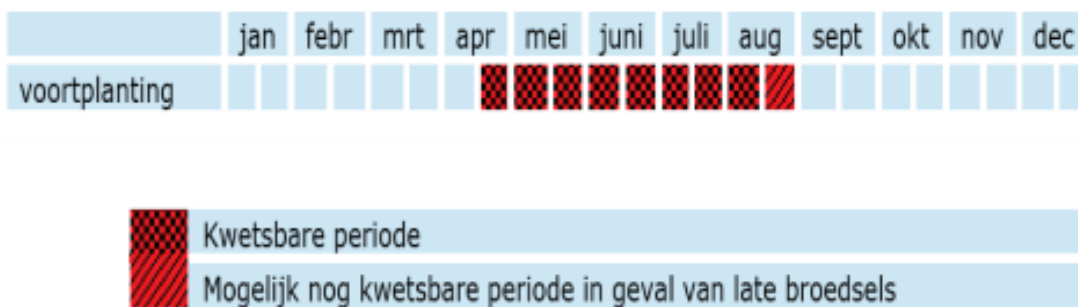 jan febr mrt apr mei juni juli aug sept okt nov dec
voortplanting
Kwetsbare periode
Mogelijk nog kwetsbare periode in geval van late broedsels